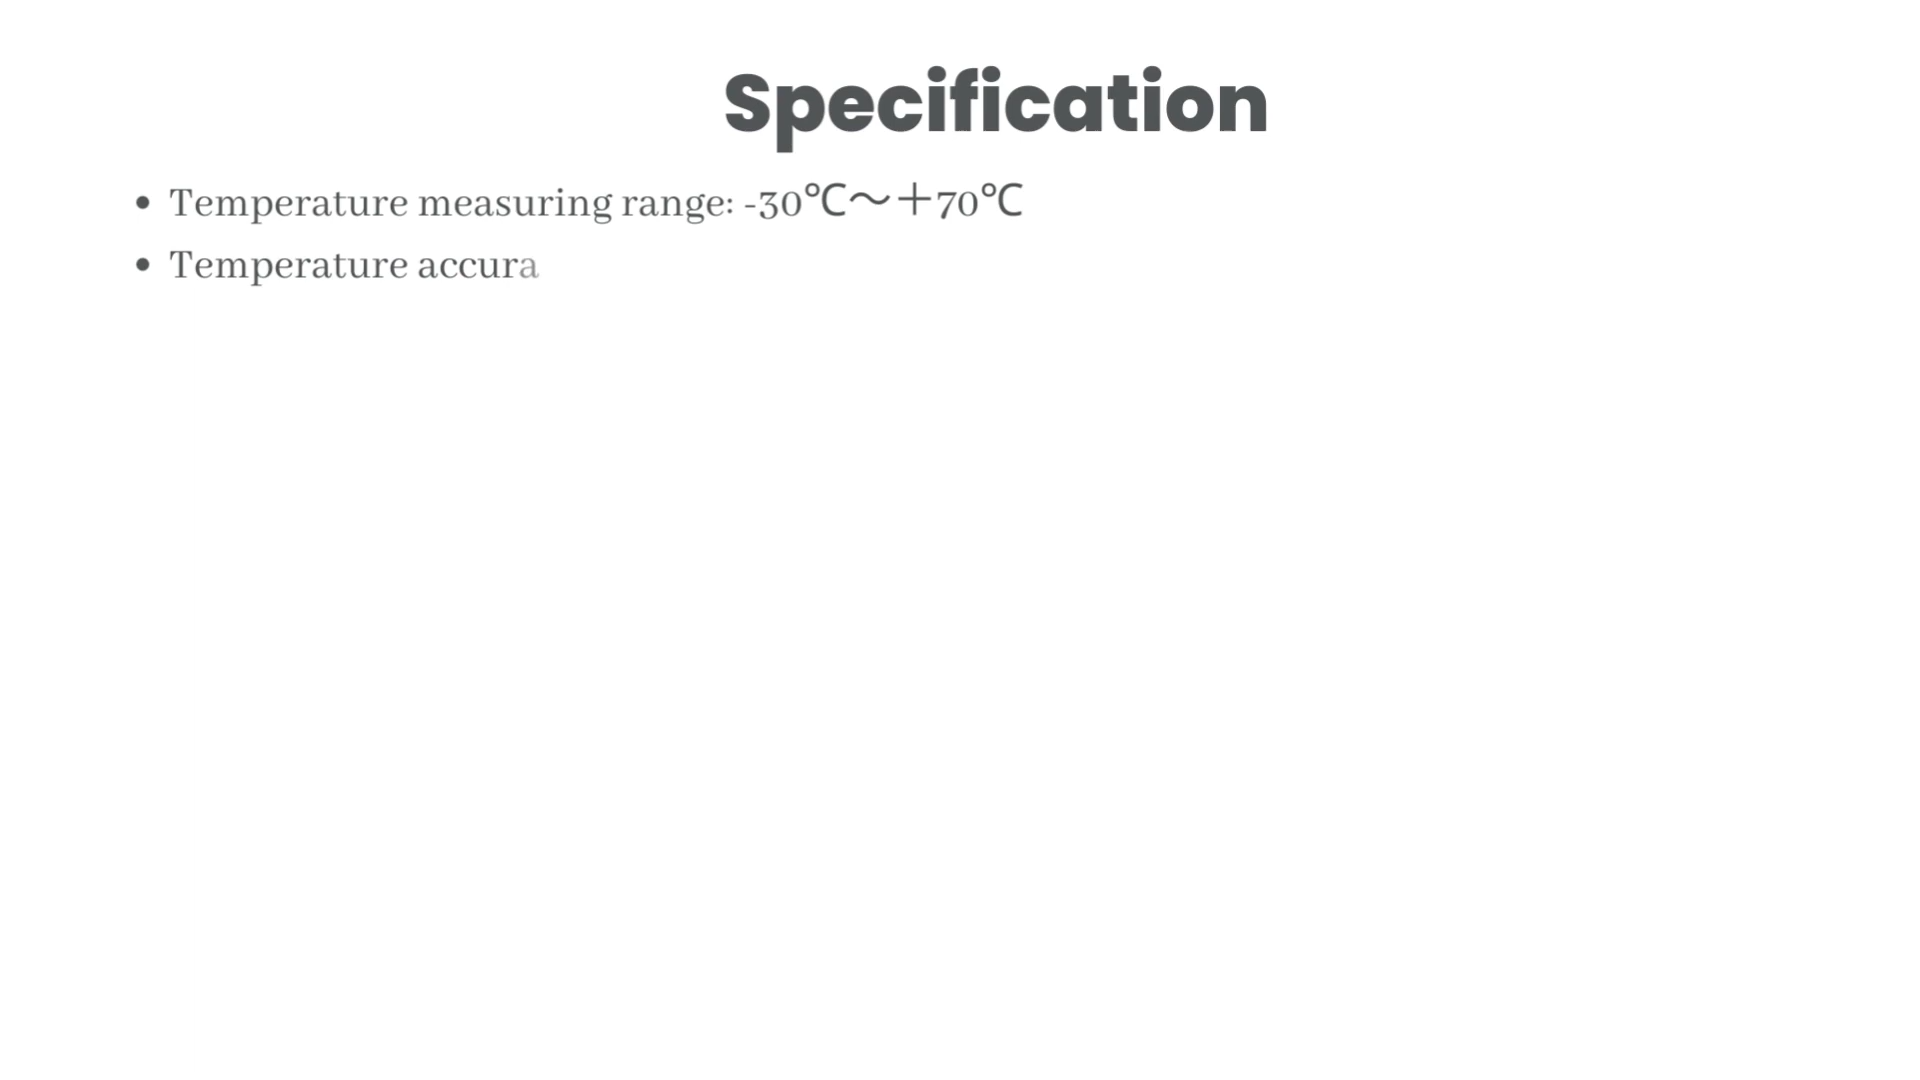 Specification
• Temperature measuring range: -30℃～＋70℃
• Temperature accura